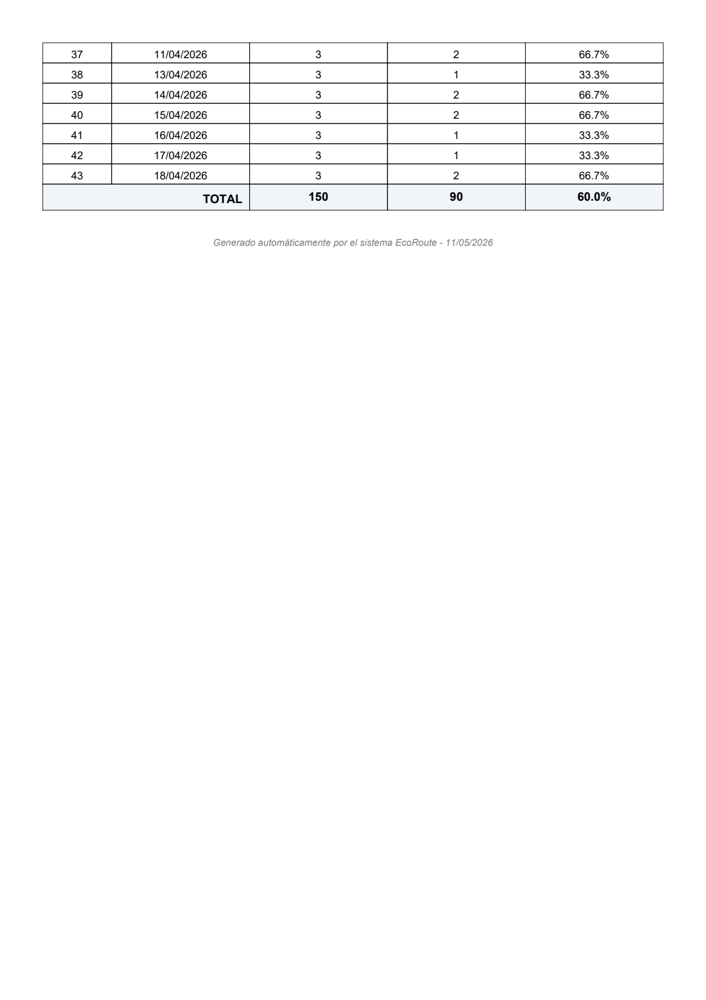 37 11/04/2026 3 2 66.7%
38 13/04/2026 3 1 33.3%
39 14/04/2026 3 2 66.7%
40 15/04/2026 3 2 66.7%
41 16/04/2026 3 1 33.3%
42 17/04/2026 3 1 33.3%
43 18/04/2026 3 2 66.7%
TOTAL 150 90 60.0%
Generado automáticamente por el sistema EcoRoute - 11/05/2026